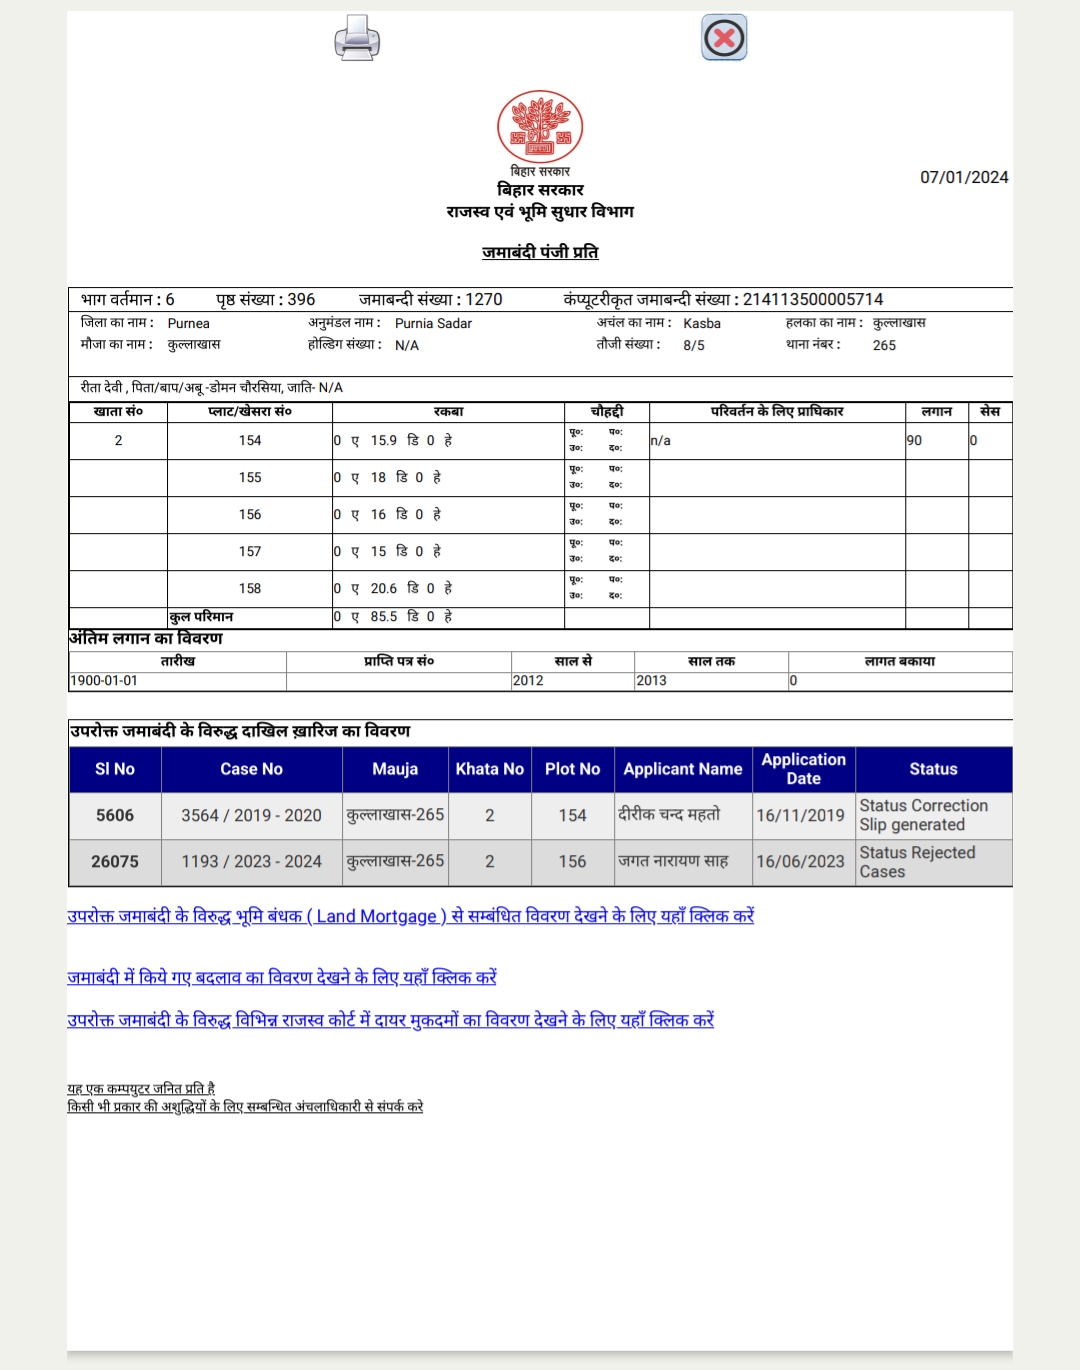 बिहार सरकार
बिहार सरकार
07/01/2024
राजस्व एवं भूमि सुधार विभाग
जमाबंदी पंजी प्रति
भाग वर्तमान : 6 पृष्ठ संख्या : 396 जमाबन्दी संख्या : 1270 कंप्यूटरीकृत जमाबन्दी संख्या : 214113500005714
जिला का नाम : Purnea अनुमंडल नाम : Purnia Sadar अचंल का नाम : Kasba हलका का नाम : कुल्लाखास
मौजा का नाम : कुल्लाखास होल्डिग संख्या : N/A तौजी संख्या : 8/5 थाना नंबर : 265
रीता देवी , पिता/बाप/अबू -डोमन चौरसिया, जाति- N/A
खाता सं० प्लाट/खेसरा सं० रकबा चौहद्दी परिवर्तन के लिए प्राधिकार लगान सेस
2 154 0 ए 15.9 डि 0 हे पू०: प०: उ०: द०: n/a 90 0
155 0 ए 18 डि 0 हे पू०: प०: उ०: द०:
156 0 ए 16 डि 0 हे पू०: प०: उ०: द०:
157 0 ए 15 डि 0 हे पू०: प०: उ०: द०:
158 0 ए 20.6 डि 0 हे पू०: प०: उ०: द०:
कुल परिमान 0 ए 85.5 डि 0 हे
अंतिम लगान का विवरण
तारीख प्राप्ति पत्र सं० साल से साल तक लागत बकाया
1900-01-01 2012 2013 0
उपरोक्त जमाबंदी के विरुद्ध दाखिल ख़ारिज का विवरण
Sl No Case No Mauja Khata No Plot No Applicant Name Application Date Status
5606 3564 / 2019 - 2020 कुल्लाखास-265 2 154 दीरीक चन्द महतो 16/11/2019 Status Correction Slip generated
26075 1193 / 2023 - 2024 कुल्लाखास-265 2 156 जगत नारायण साह 16/06/2023 Status Rejected Cases
उपरोक्त जमाबंदी के विरुद्ध भूमि बंधक ( Land Mortgage ) से सम्बंधित विवरण देखने के लिए यहाँ क्लिक करें
जमाबंदी में किये गए बदलाव का विवरण देखने के लिए यहाँ क्लिक करें
उपरोक्त जमाबंदी के विरुद्ध विभिन्न राजस्व कोर्ट में दायर मुकदमों का विवरण देखने के लिए यहाँ क्लिक करें
यह एक कम्पयुटर जनित प्रति है
किसी भी प्रकार की अशुद्धियों के लिए सम्बन्धित अंचलाधिकारी से संपर्क करे